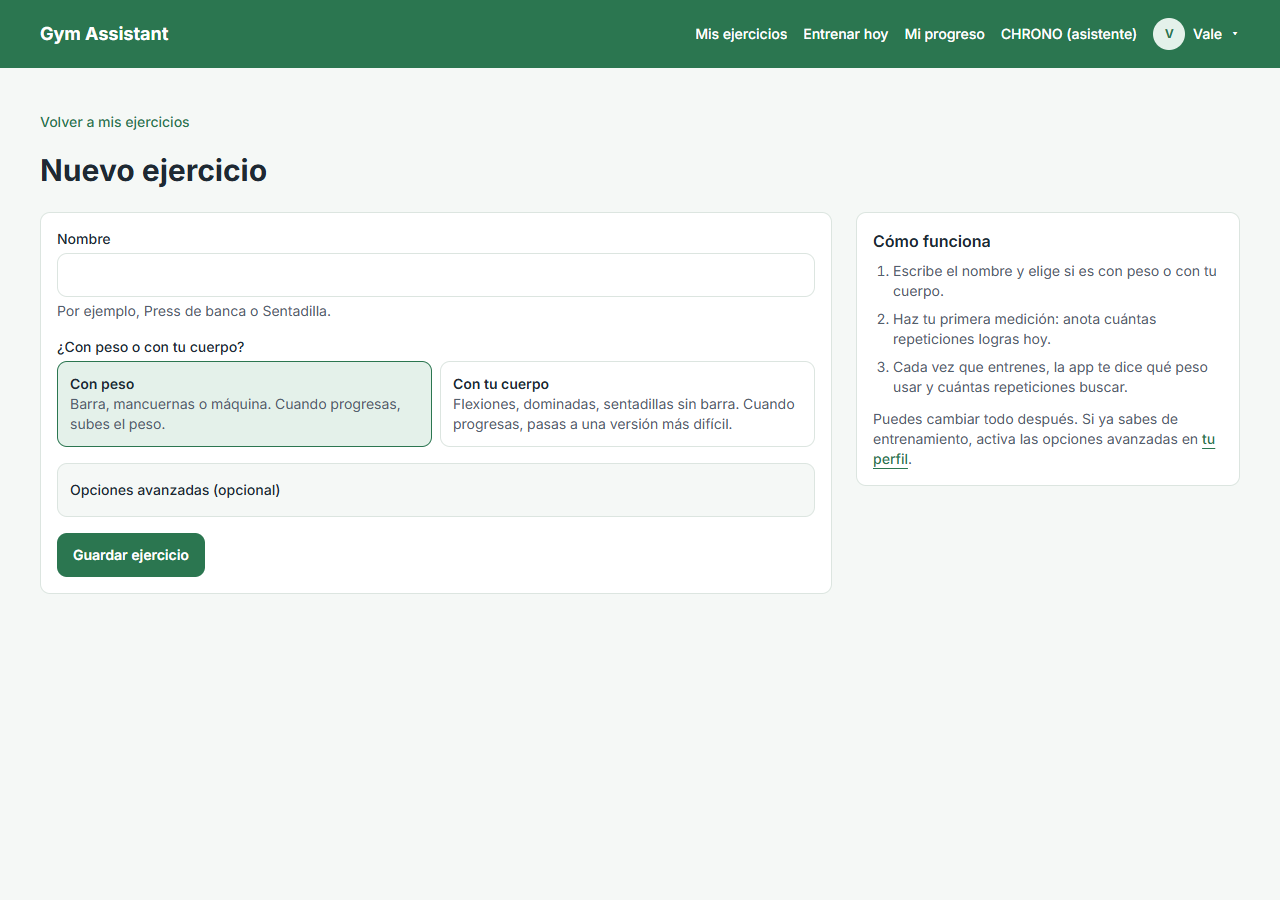 Gym Assistant
Mis ejercicios
Entrenar hoy
Mi progreso
CHRONO (asistente)
V
Vale
Volver a mis ejercicios
Nuevo ejercicio
Nombre
Por ejemplo, Press de banca o Sentadilla.
¿Con peso o con tu cuerpo?
Con peso
Barra, mancuernas o máquina. Cuando progresas,
subes el peso.
Con tu cuerpo
Flexiones, dominadas, sentadillas sin barra. Cuando
progresas, pasas a una versión más difícil.
Opciones avanzadas (opcional)
Guardar ejercicio
Cómo funciona
1. Escribe el nombre y elige si es con peso o con tu
cuerpo.
2. Haz tu primera medición: anota cuántas
repeticiones logras hoy.
3. Cada vez que entrenes, la app te dice qué peso
usar y cuántas repeticiones buscar.
Puedes cambiar todo después. Si ya sabes de
entrenamiento, activa las opciones avanzadas en tu
perfil.